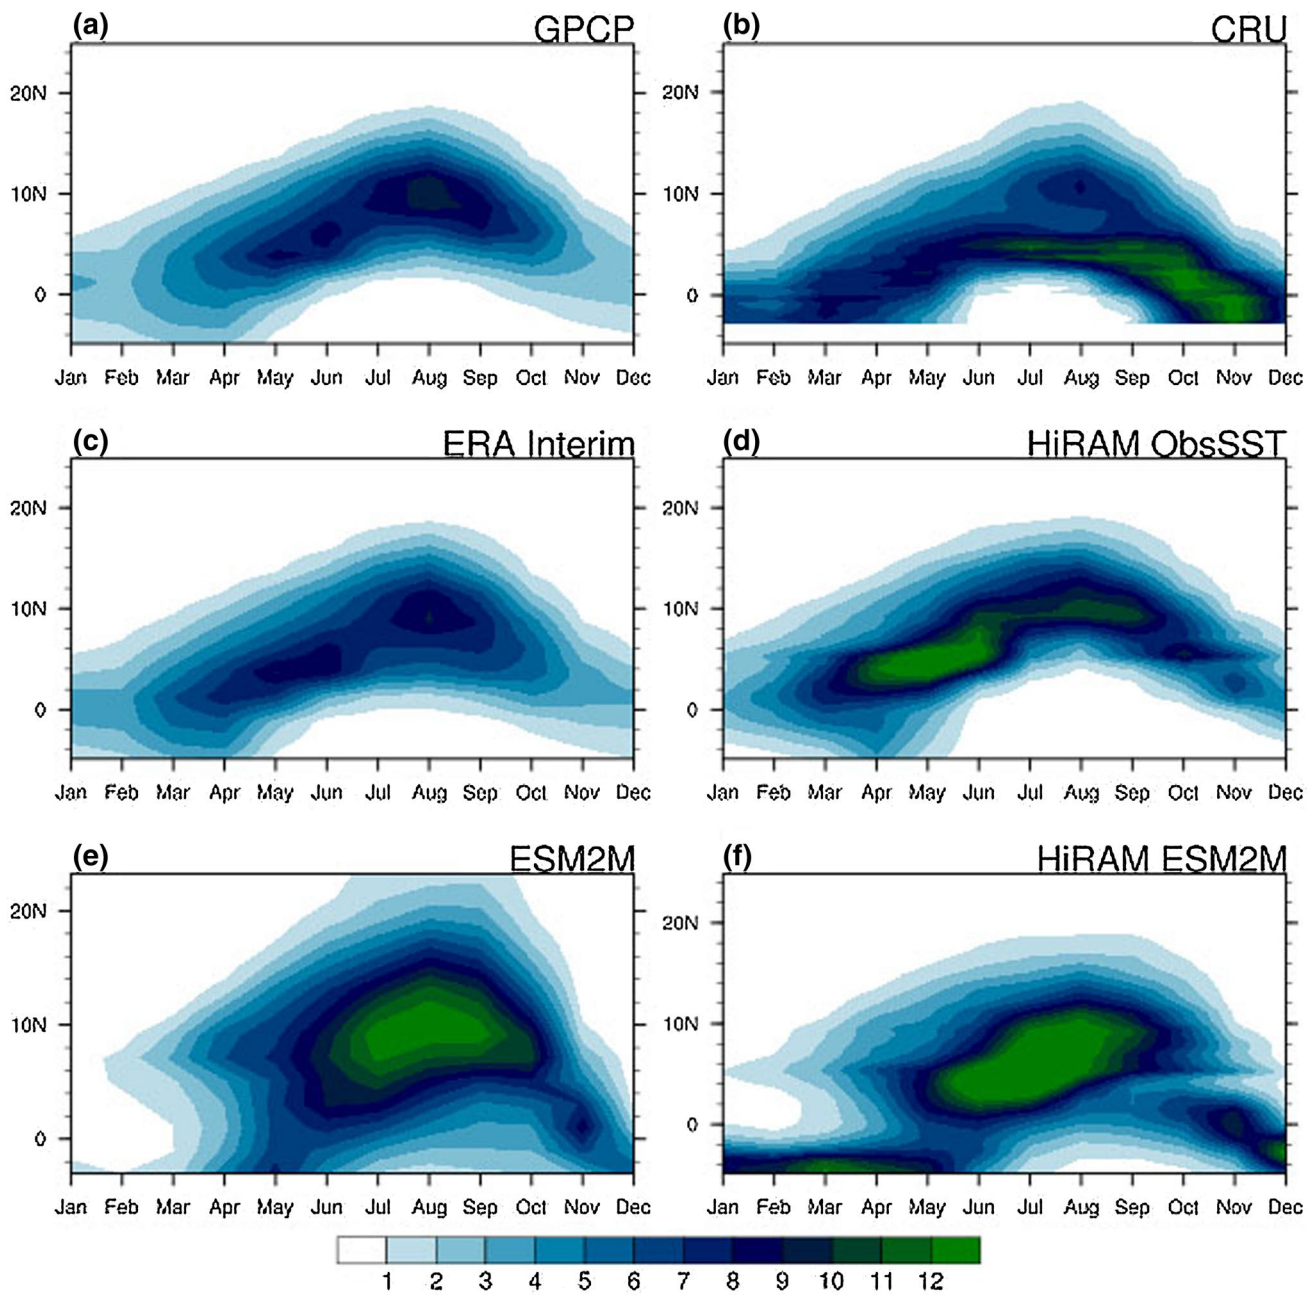 (a) GPCP
20N
10N
0
Jan Feb Mar Apr May Jun Jul Aug Sep Oct Nov Dec
(b) CRU
20N
10N
0
Jan Feb Mar Apr May Jun Jul Aug Sep Oct Nov Dec
(c) ERA Interim
20N
10N
0
Jan Feb Mar Apr May Jun Jul Aug Sep Oct Nov Dec
(d) HiRAM ObsSST
20N
10N
0
Jan Feb Mar Apr May Jun Jul Aug Sep Oct Nov Dec
(e) ESM2M
20N
10N
0
Jan Feb Mar Apr May Jun Jul Aug Sep Oct Nov Dec
(f) HiRAM ESM2M
20N
10N
0
Jan Feb Mar Apr May Jun Jul Aug Sep Oct Nov Dec
1 2 3 4 5 6 7 8 9 10 11 12